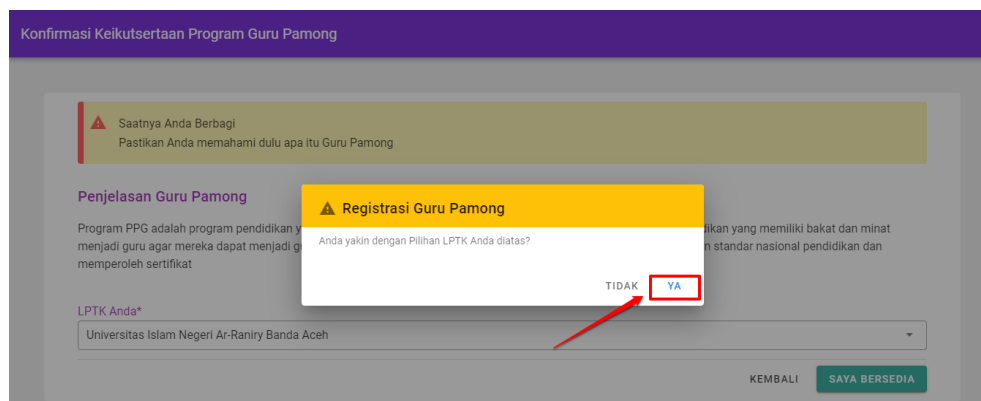 Konfirmasi Keikutsertaan Program Guru Pamong
Saatnya Anda Berbagi
Pastikan Anda memahami dulu apa itu Guru Pamong
Penjelasan Guru Pamong
Program PPG adalah program pendidikan y
dikan yang memiliki bakat dan minat
menjadi guru agar mereka dapat menjadi g
n standar nasional pendidikan dan
memperoleh sertifikat
Registrasi Guru Pamong
Anda yakin dengan Pilihan LPTK Anda diatas?
TIDAK YA
LPTK Anda*
Universitas Islam Negeri Ar-Raniry Banda Aceh
KEMBALI SAYA BERSEDIA